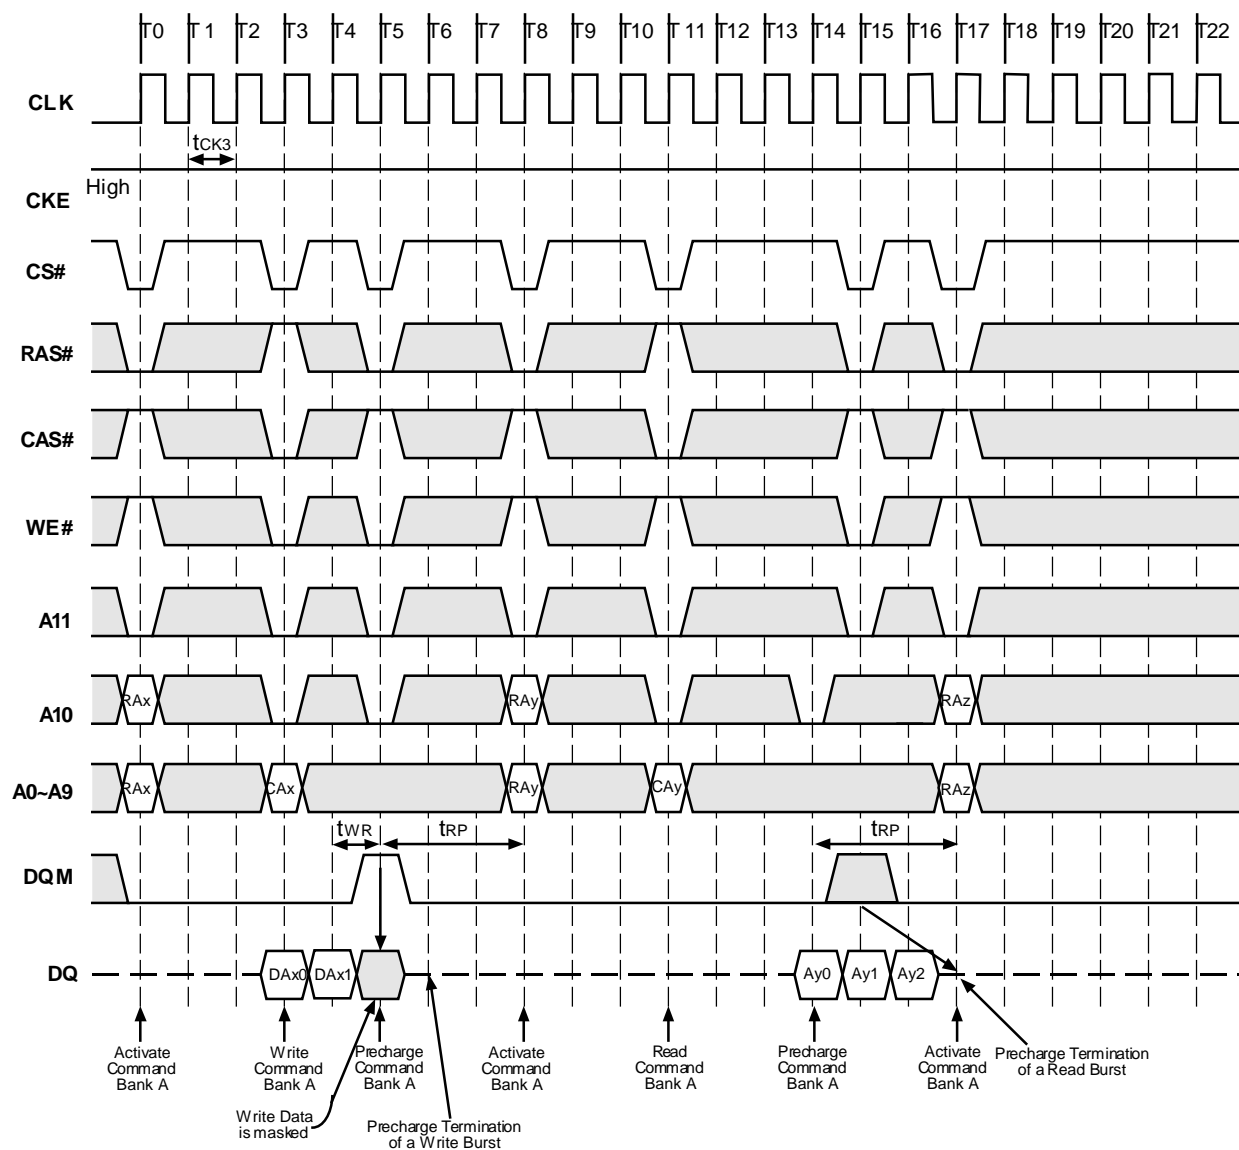 T0 T1 T2 T3 T4 T5 T6 T7 T8 T9 T10 T11 T12 T13 T14 T15 T16 T17 T18 T19 T20 T21 T22
CLK
tCK3
High
CKE
CS#
RAS#
CAS#
WE#
A11
A10 RAx RAy RAz
A0~A9 RAx CAx RAy CAy RAz
tWR tRP tRP
DQM
DQ DAx0 DAx1 Ay0 Ay1 Ay2
Activate Write Precharge Activate Read Precharge Activate Precharge Termination
Command Command Command Command Command Command Command of a Read Burst
Bank A Bank A Bank A Bank A Bank A Bank A Bank A
Write Data Precharge Termination
is masked of a Write Burst